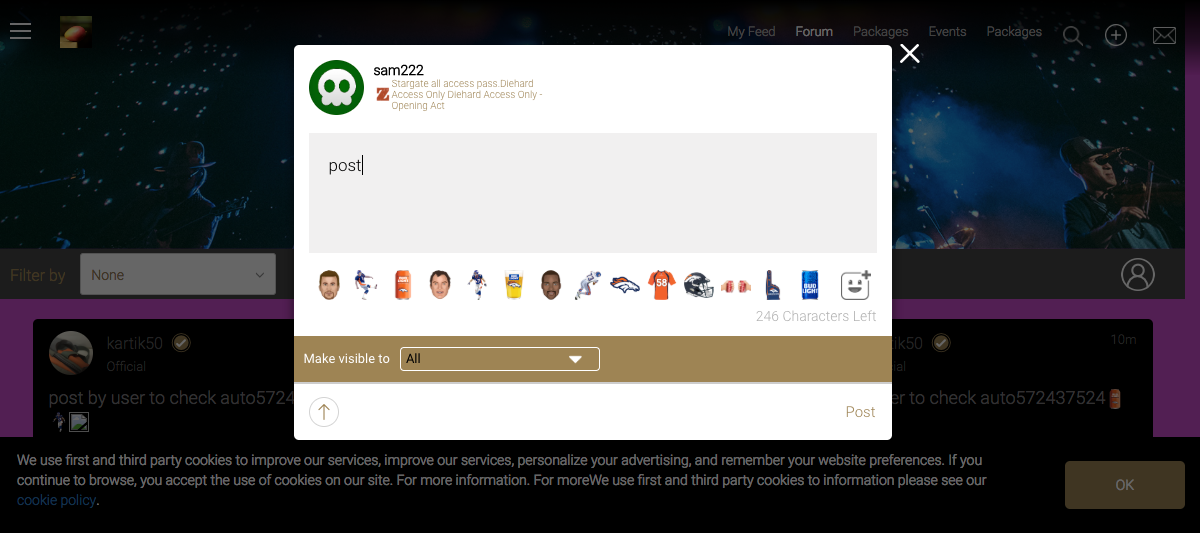 My Feed Forum Packages Events Packages
sam222
Stargate all access pass.Diehard
Access Only Diehard Access Only -
Opening Act
post
Filter by None
58
BUD LIGHT
246 Characters Left
Make visible to All
kartik50
Official
post by user to check auto5724
10m
er to check auto572437524
Post
We use first and third party cookies to improve our services, improve our services, personalize your advertising, and remember your website preferences. If you
continue to browse, you accept the use of cookies on our site. For more information. For moreWe use first and third party cookies to information please see our
cookie policy.
OK